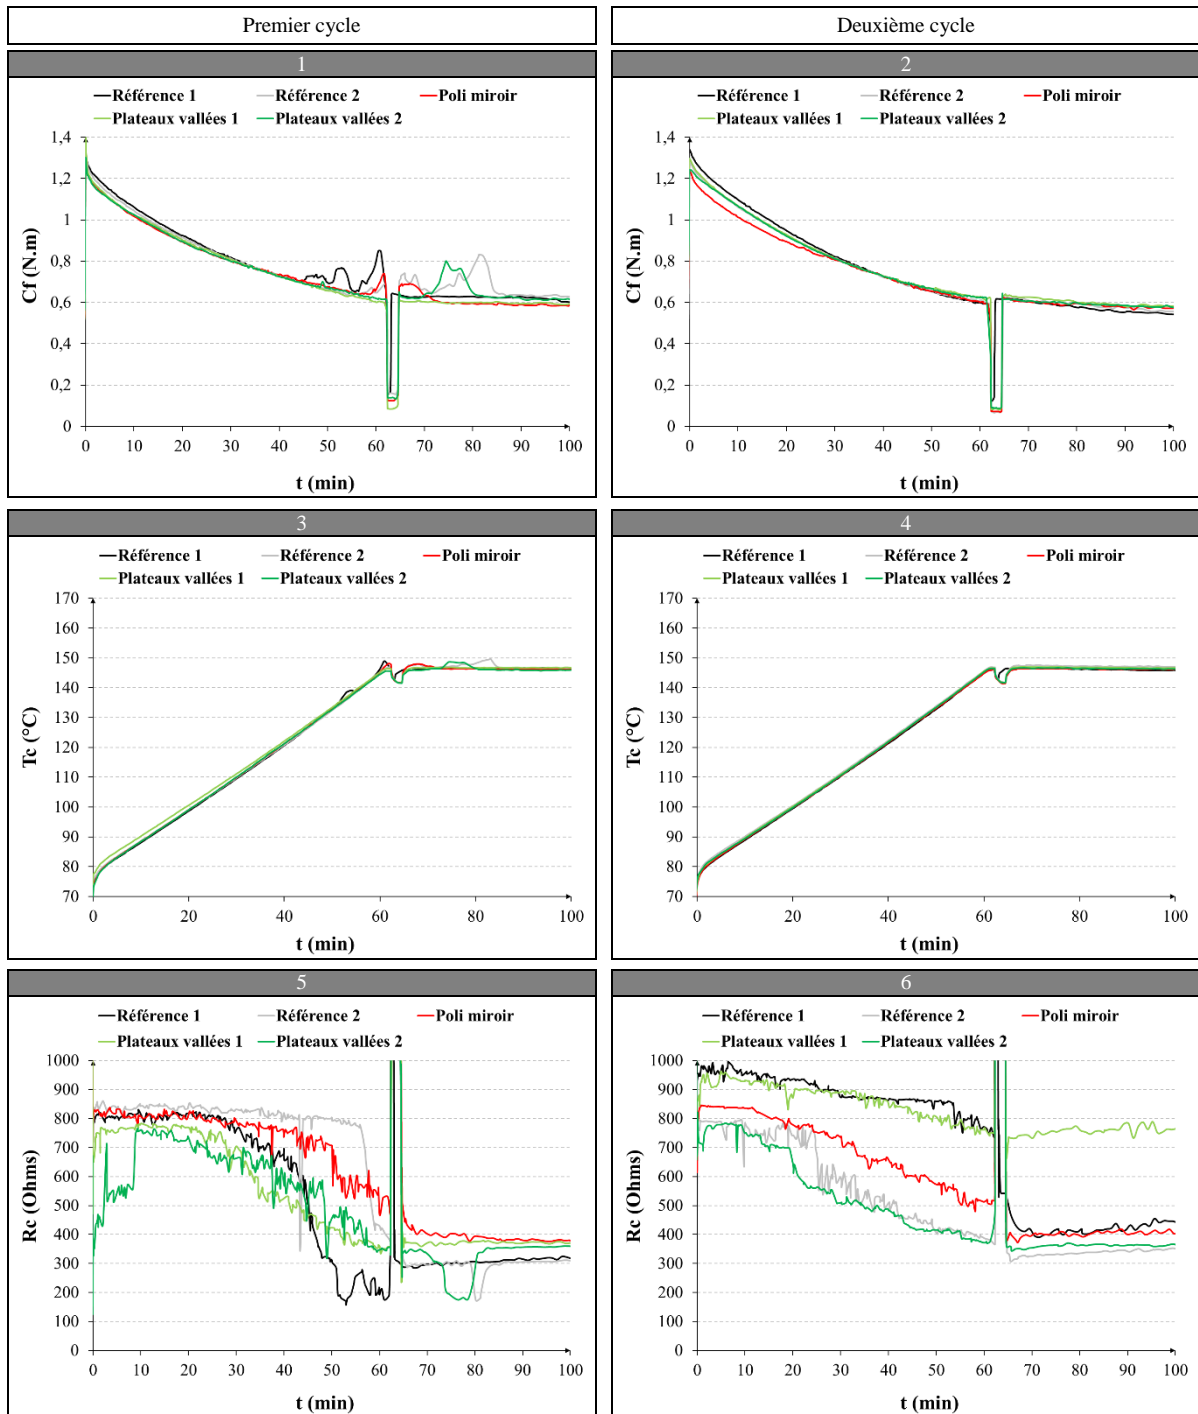 Premier cycle
Deuxième cycle
1
2
Référence 1 Référence 2 Poli miroir
Plateaux vallées 1 Plateaux vallées 2
1,4
1,2
1
0,8
0,6
0,4
0,2
0
Cf (N.m)
0 10 20 30 40 50 60 70 80 90 100
t (min)
Référence 1 Référence 2 Poli miroir
Plateaux vallées 1 Plateaux vallées 2
1,4
1,2
1
0,8
0,6
0,4
0,2
0
Cf (N.m)
0 10 20 30 40 50 60 70 80 90 100
t (min)
3
4
Référence 1 Référence 2 Poli miroir
Plateaux vallées 1 Plateaux vallées 2
170
160
150
140
130
120
110
100
90
80
70
Tc (°C)
0 20 40 60 80 100
t (min)
Référence 1 Référence 2 Poli miroir
Plateaux vallées 1 Plateaux vallées 2
170
160
150
140
130
120
110
100
90
80
70
Tc (°C)
0 20 40 60 80 100
t (min)
5
6
Référence 1 Référence 2 Poli miroir
Plateaux vallées 1 Plateaux vallées 2
1000
900
800
700
600
500
400
300
200
100
0
Rc (Ohms)
0 10 20 30 40 50 60 70 80 90 100
t (min)
Référence 1 Référence 2 Poli miroir
Plateaux vallées 1 Plateaux vallées 2
1000
900
800
700
600
500
400
300
200
100
0
Rc (Ohms)
0 10 20 30 40 50 60 70 80 90 100
t (min)